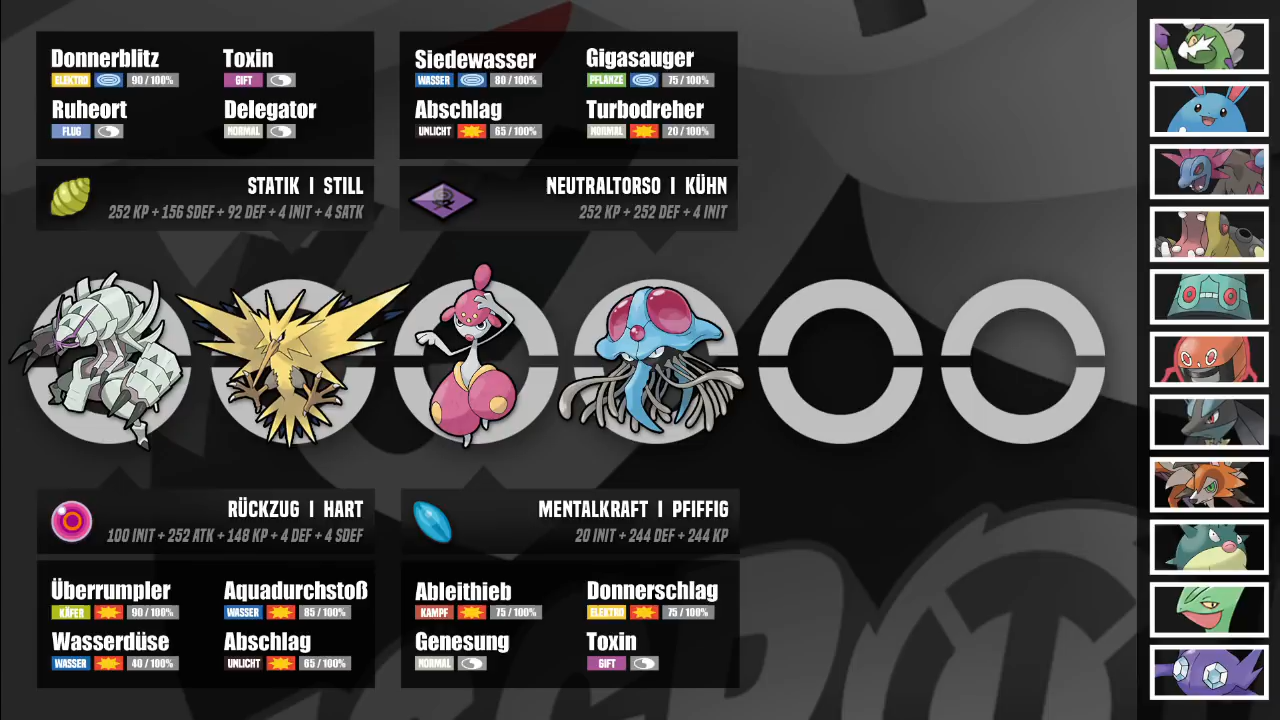 Donnerblitz Toxin
ELEKTRO 90 / 100% GIFT
Ruheort Delegator
FLUG NORMAL
STATIK | STILL
252 KP + 156 SDEF + 92 DEF + 4 INIT + 4 SATK
Siedewasser Gigasauger
WASSER 80 / 100% PFLANZE 75 / 100%
Abschlag Turbodreher
UNLICHT 65 / 100% NORMAL 20 / 100%
NEUTRALTORSO | KÜHN
252 KP + 252 DEF + 4 INIT
RÜCKZUG | HART
100 INIT + 252 ATK + 148 KP + 4 DEF + 4 SDEF
Überrumpler Aquadurchstoß
KÄFER 90 / 100% WASSER 85 / 100%
Wasserdüse Abschlag
WASSER 40 / 100% UNLICHT 65 / 100%
MENTALKRAFT | PFIFFIG
20 INIT + 244 DEF + 244 KP
Ableithieb Donnerschlag
KAMPF 75 / 100% ELEKTRO 75 / 100%
Genesung Toxin
NORMAL GIFT